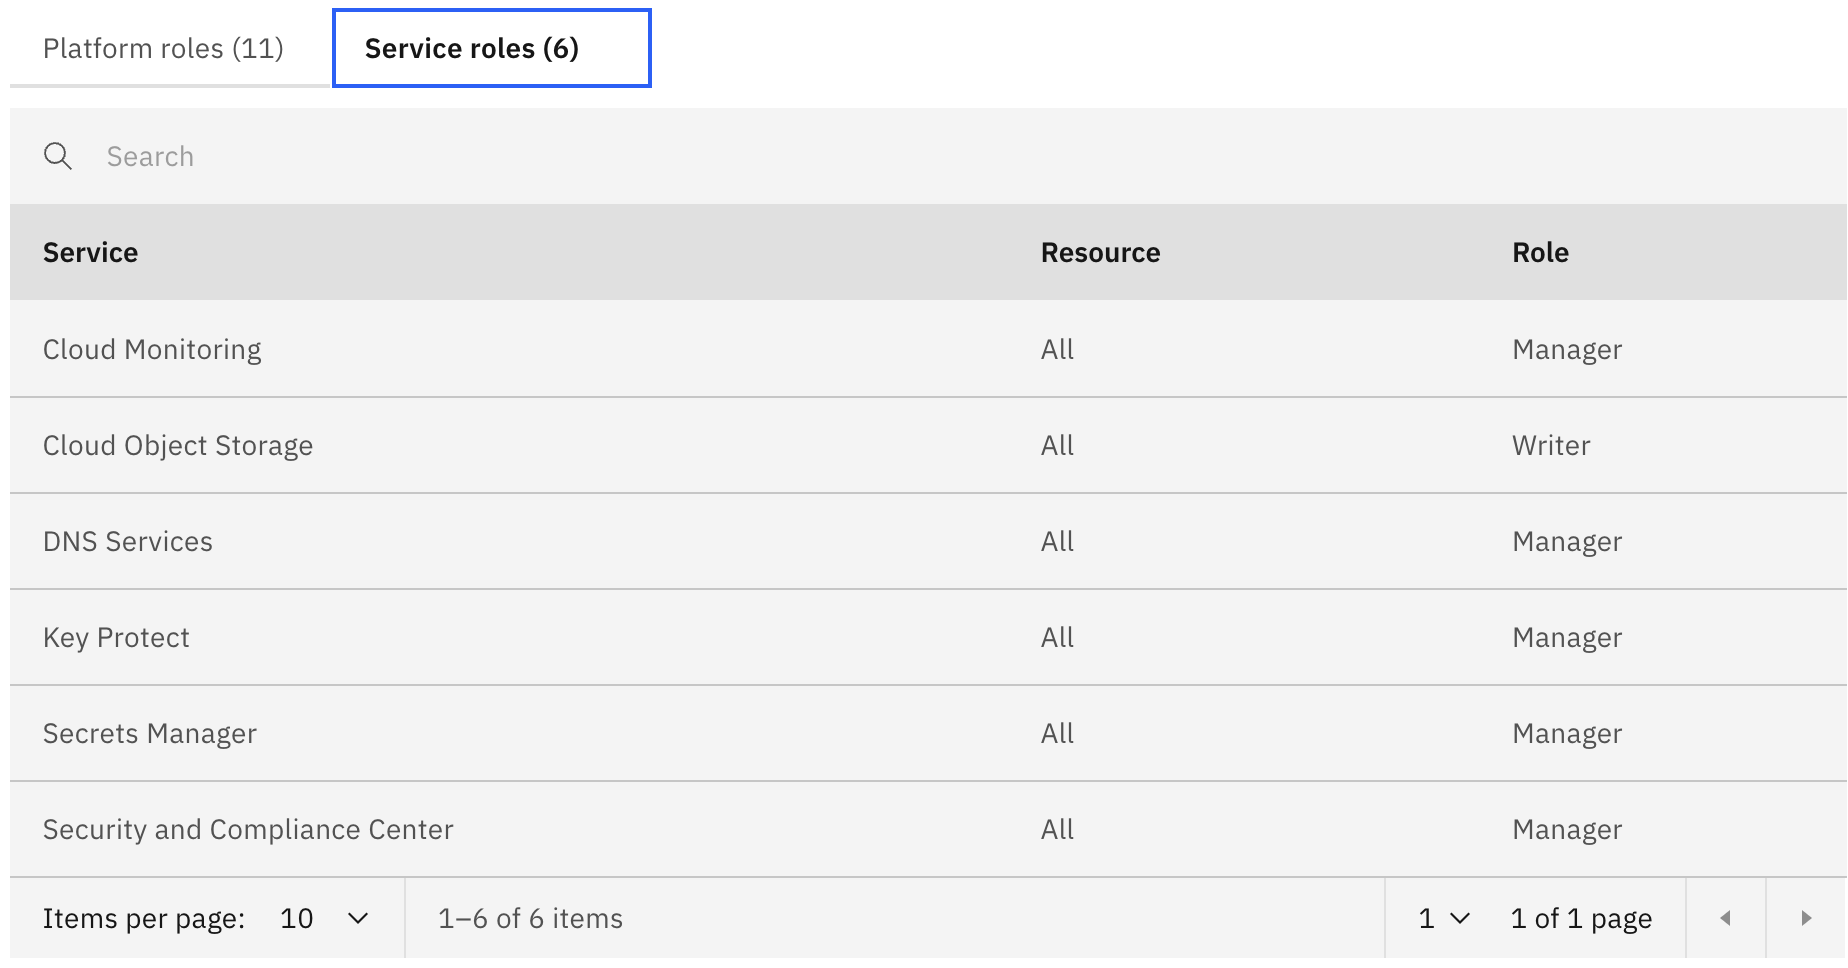 Platform roles (11) Service roles (6)
Search
Service Resource Role
Cloud Monitoring All Manager
Cloud Object Storage All Writer
DNS Services All Manager
Key Protect All Manager
Secrets Manager All Manager
Security and Compliance Center All Manager
Items per page: 10 1–6 of 6 items 1 1 of 1 page